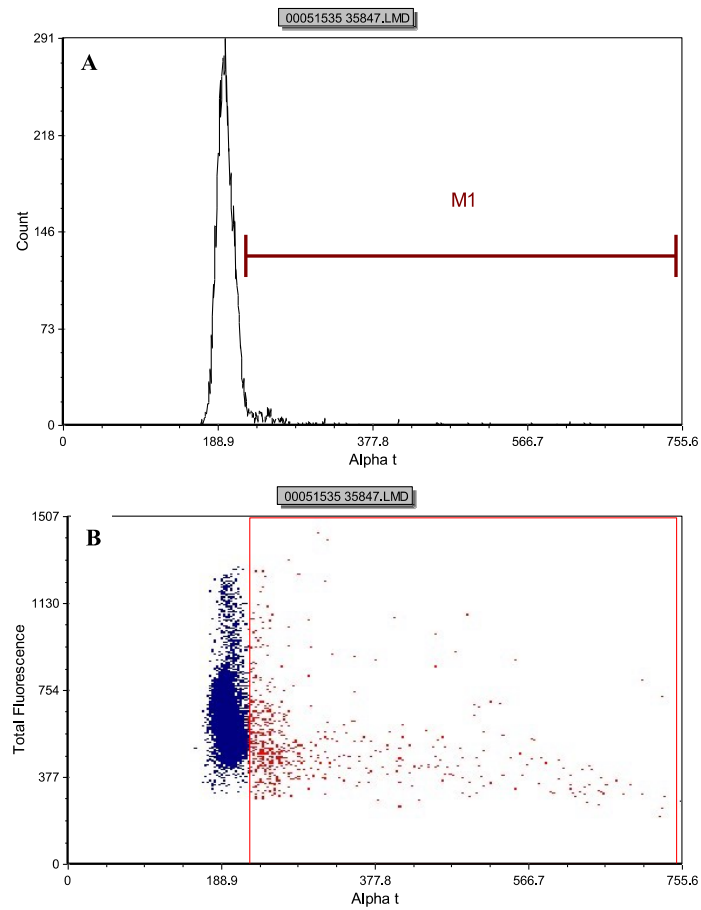 00051535 35847.LMD
A
291
218
146
73
0
Count
M1
0 188.9 377.8 566.7 755.6
Alpha t
00051535 35847.LMD
B
1507
1130
754
377
0
Total Fluorescence
0 188.9 377.8 566.7 755.6
Alpha t